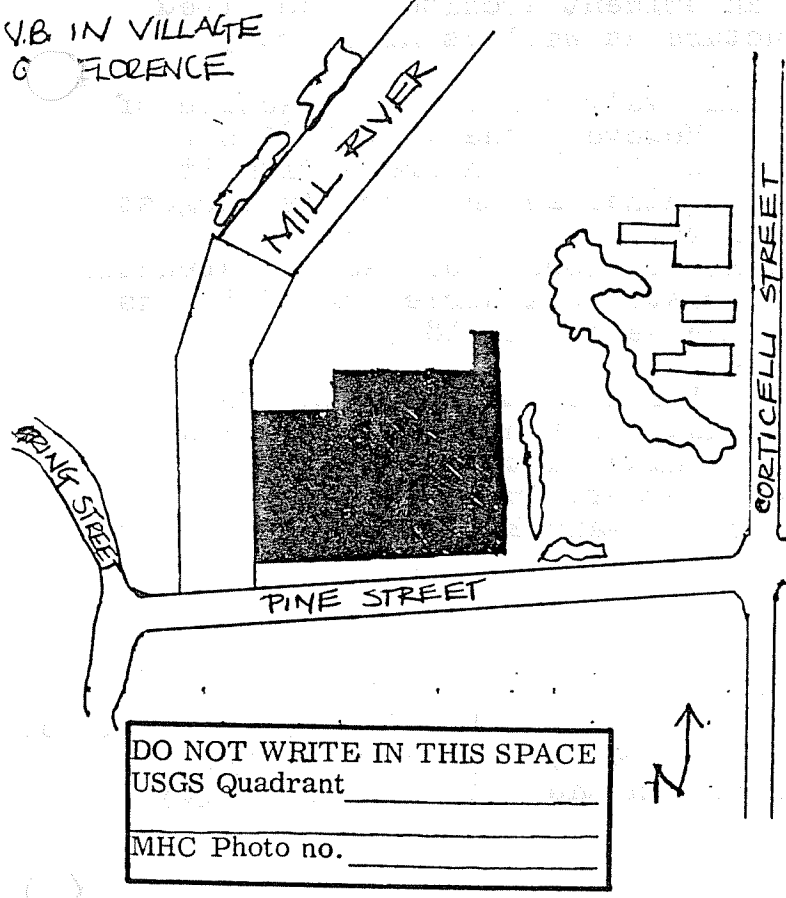 V.B. IN VILLAGE
FLORENCE
MILL RIVER
CORTICELLI STREET
STREET
PINE STREET
N
DO NOT WRITE IN THIS SPACE
USGS Quadrant
MHC Photo no.